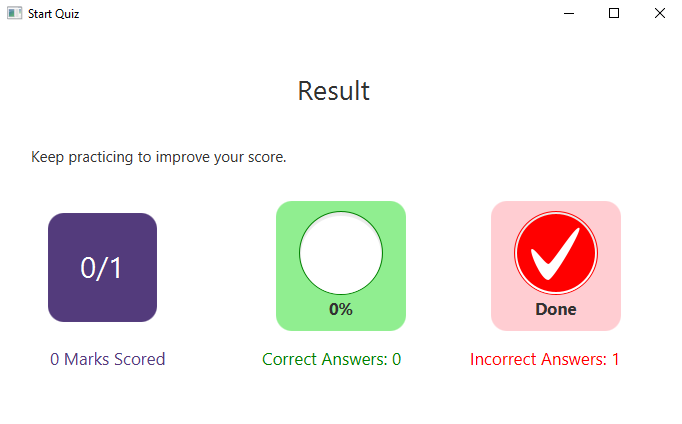 Start Quiz
Result
Keep practicing to improve your score.
0/1
0%
Done
0 Marks Scored
Correct Answers: 0
Incorrect Answers: 1